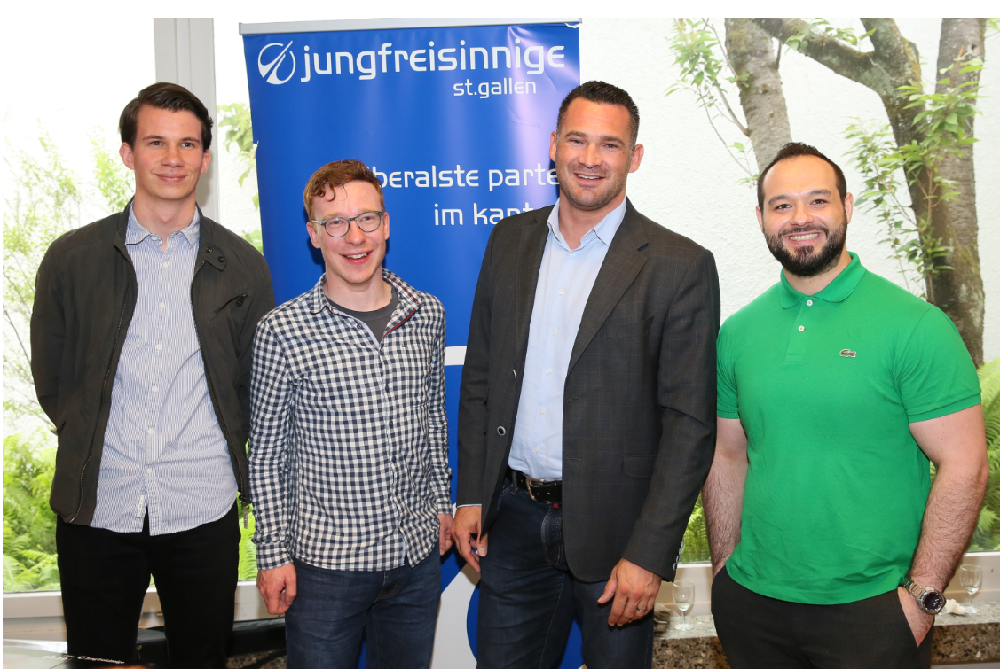 jungfreisinnige
st.gallen
beralste parte
im kant